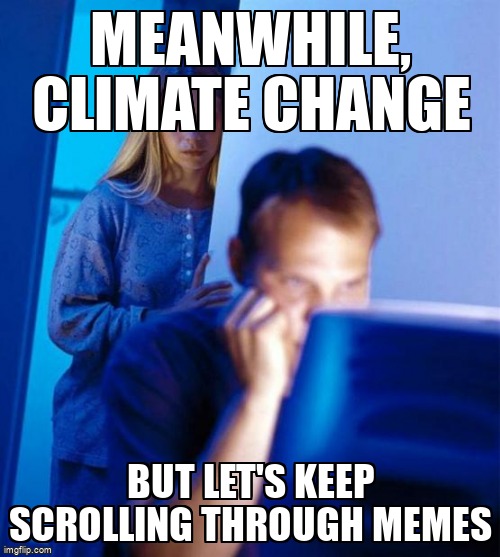 MEANWHILE,
CLIMATE CHANGE
BUT LET'S KEEP
SCROLLING THROUGH MEMES
imgflip.com